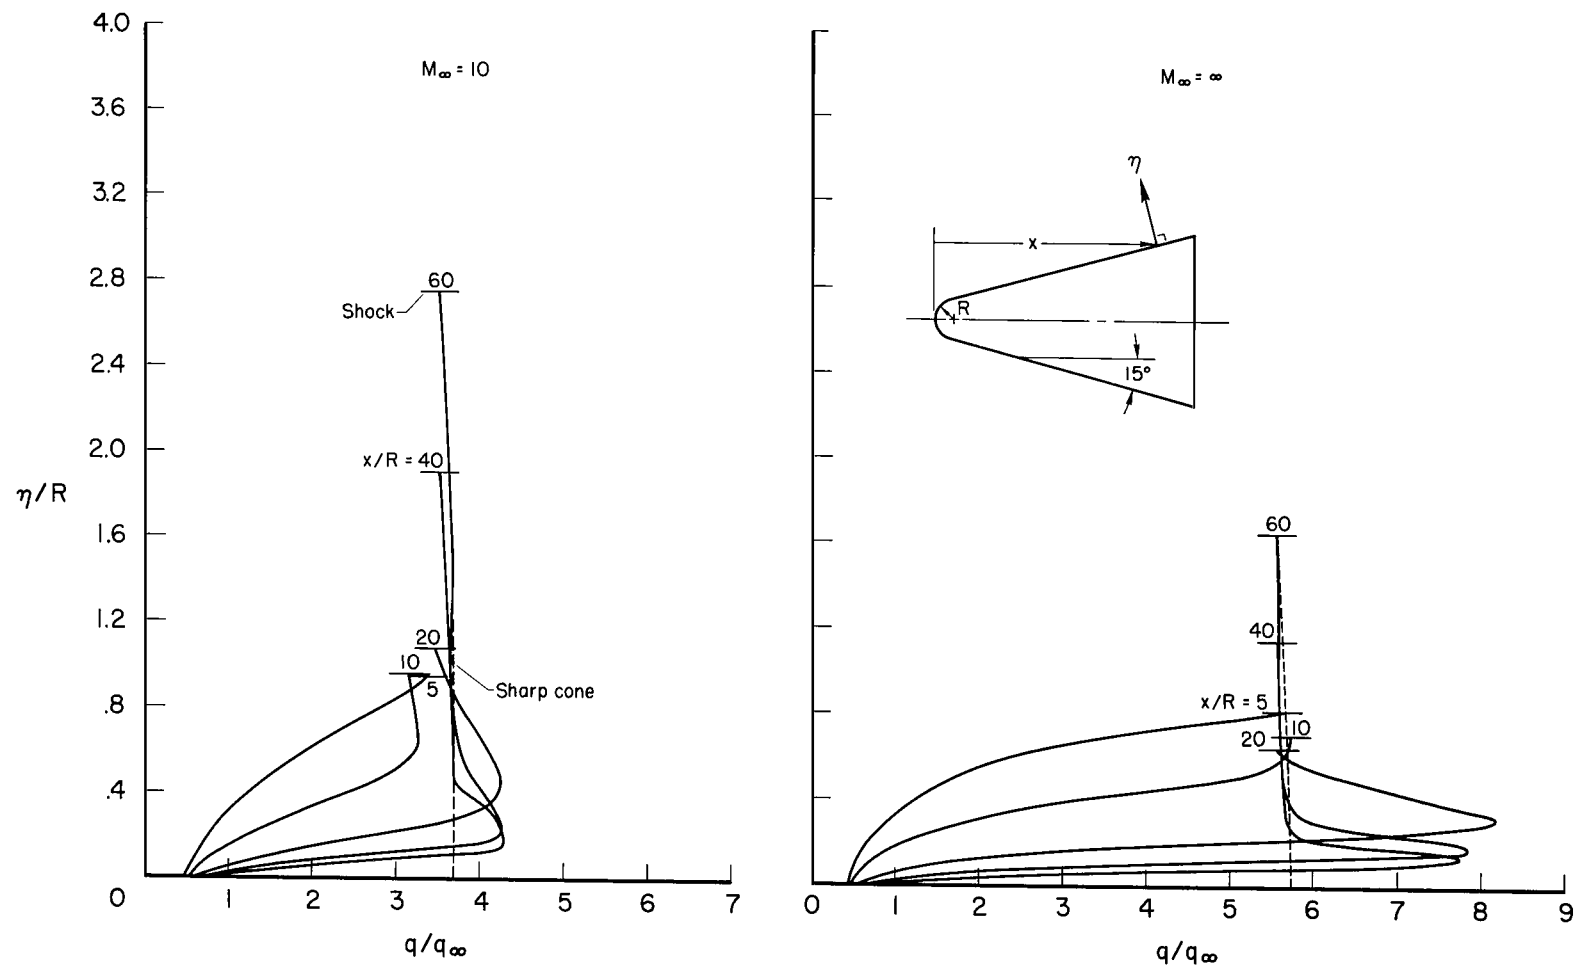 4.0
3.6
3.2
2.8
2.4
2.0
1.6
1.2
.8
.4
0
η/R
M∞ = 10
60
Shock
x/R = 40
20
10
5
Sharp cone
1 2 3 4 5 6 7
q/q∞
M∞ = ∞
η
x
R
15°
60
40
x/R = 5
10
20
0 1 2 3 4 5 6 7 8 9
q/q∞